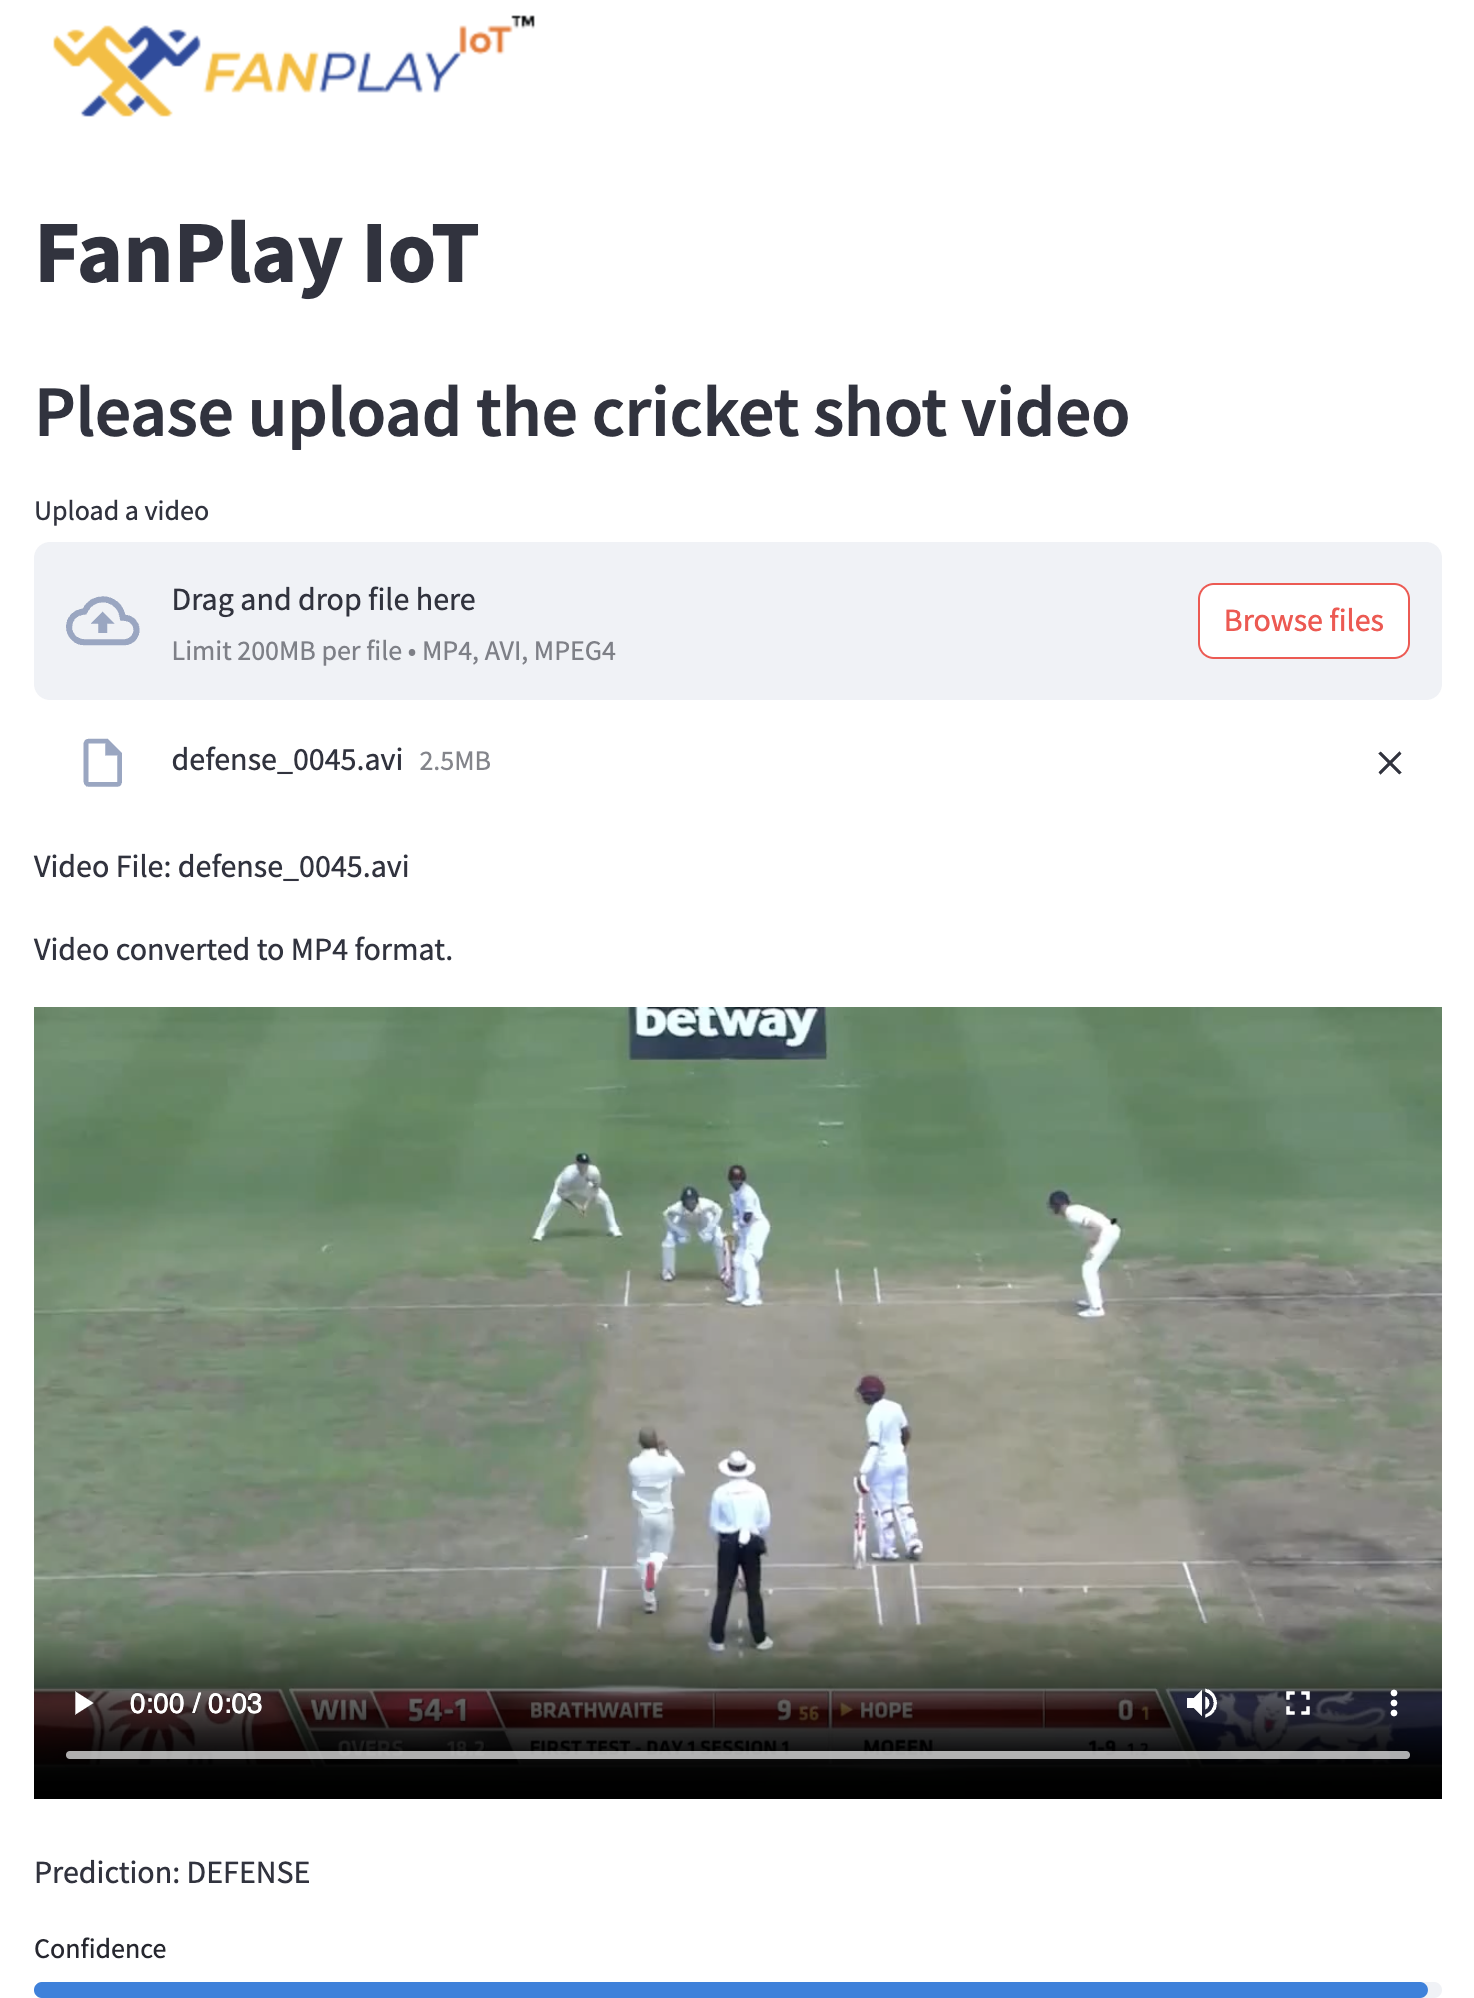 FANPLAY IoT™
FanPlay IoT
Please upload the cricket shot video
Upload a video
Drag and drop file here
Limit 200MB per file • MP4, AVI, MPEG4
Browse files
defense_0045.avi 2.5MB
Video File: defense_0045.avi
Video converted to MP4 format.
betway
0:00 / 0:03
WIN 54-1 BRATHWAITE 9 56 HOPE 0 1
OVERS 18.2 FIRST TEST - DAY 1 SESSION 1 MOEEN 1-9 1.2
Prediction: DEFENSE
Confidence